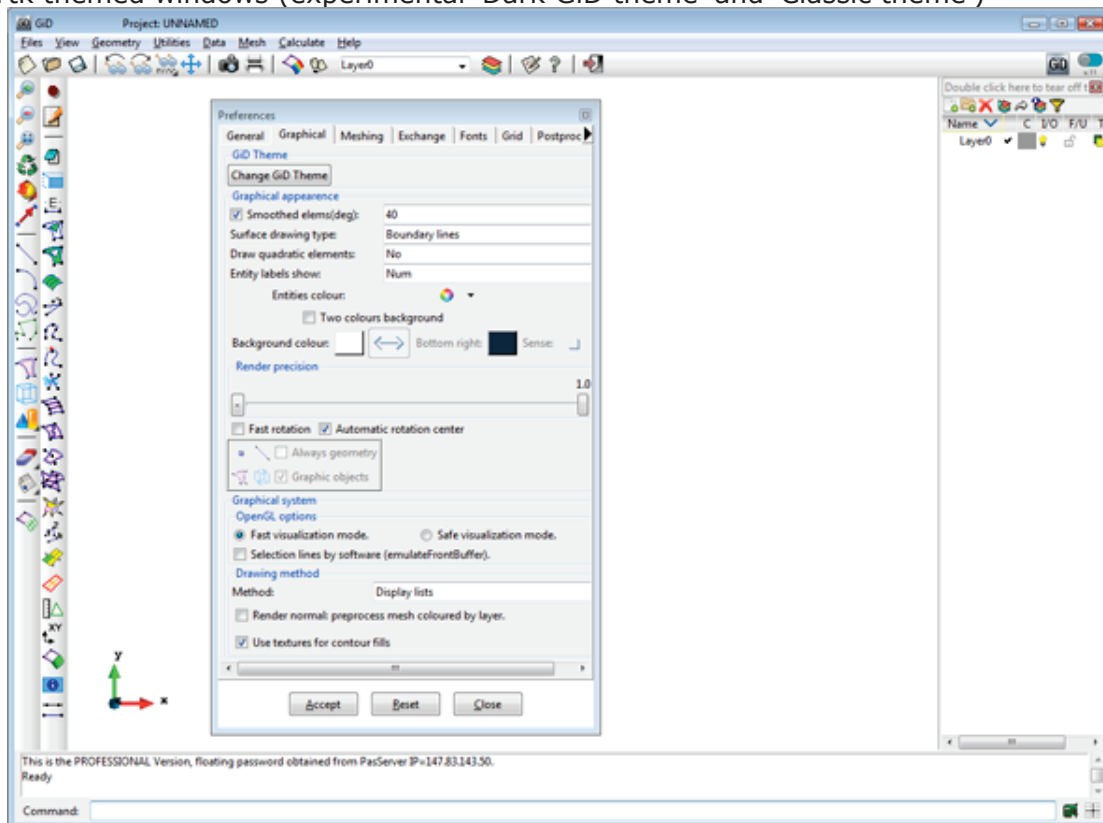 themed windows (experimental 'Dark GiD theme' and 'Classic theme')
GiD Project: UNNAMED
Files View Geometry Utilities Data Mesh Calculate Help
Layer0
GiD
Double click here to tear off t
Name C I/O F/U T
Layer0
Preferences
General Graphical Meshing Exchange Fonts Grid Postproc
GiD Theme
Change GiD Theme
Graphical appearence
Smoothed elems(deg): 40
Surface drawing type: Boundary lines
Draw quadratic elements: No
Entity labels show: Num
Entities colour:
Two colours background
Background colour: Bottom right: Sense:
Render precision
1.0
Fast rotation Automatic rotation center
Always geometry
Graphic objects
Graphical system
OpenGL options
Fast visualization mode. Safe visualization mode.
Selection lines by software (emulateFrontBuffer).
Drawing method
Method: Display lists
Render normal: preprocess mesh coloured by layer.
Use textures for contour fills
Accept Reset Close
y
x
This is the PROFESSIONAL Version, floating password obtained from PasServer IP=147.83.143.50.
Ready
Command: